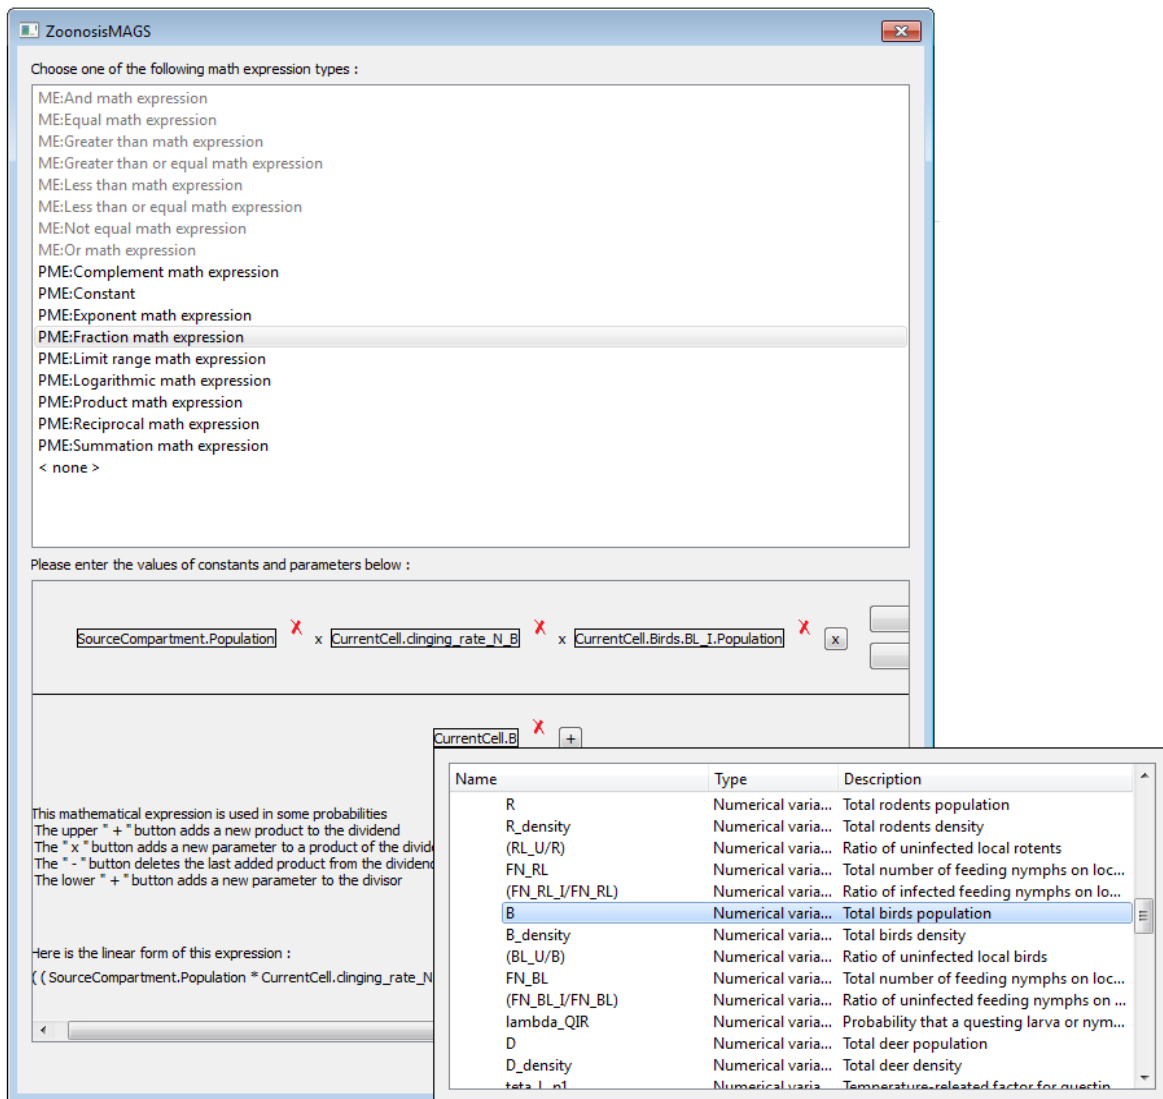 ZoonosisMAGS
Choose one of the following math expression types :
ME:And math expression
ME:Equal math expression
ME:Greater than math expression
ME:Greater than or equal math expression
ME:Less than math expression
ME:Less than or equal math expression
ME:Not equal math expression
ME:Or math expression
PME:Complement math expression
PME:Constant
PME:Exponent math expression
PME:Fraction math expression
PME:Limit range math expression
PME:Logarithmic math expression
PME:Product math expression
PME:Reciprocal math expression
PME:Summation math expression
< none >
Please enter the values of constants and parameters below :
SourceCompartment.Population x CurrentCell.clinging_rate_N_B x CurrentCell.Birds.BL_I.Population x
CurrentCell.B +
This mathematical expression is used in some probabilities
The upper " + " button adds a new product to the dividend
The " x " button adds a new parameter to a product of the divide
The " - " button deletes the last added product from the dividend
The lower " + " button adds a new parameter to the divisor
Here is the linear form of this expression :
( ( SourceCompartment.Population * CurrentCell.clinging_rate_N
Name Type Description
R Numerical varia... Total rodents population
R_density Numerical varia... Total rodents density
(RL_U/R) Numerical varia... Ratio of uninfected local rotents
FN_RL Numerical varia... Total number of feeding nymphs on loc...
(FN_RL_I/FN_RL) Numerical varia... Ratio of infected feeding nymphs on lo...
B Numerical varia... Total birds population
B_density Numerical varia... Total birds density
(BL_U/B) Numerical varia... Ratio of uninfected local birds
FN_BL Numerical varia... Total number of feeding nymphs on loc...
(FN_BL_I/FN_BL) Numerical varia... Ratio of uninfected feeding nymphs on ...
lambda_QIR Numerical varia... Probability that a questing larva or nym...
D Numerical varia... Total deer population
D_density Numerical varia... Total deer density
teta_l_n1 Numerical varia... Temperature-releated factor for questin